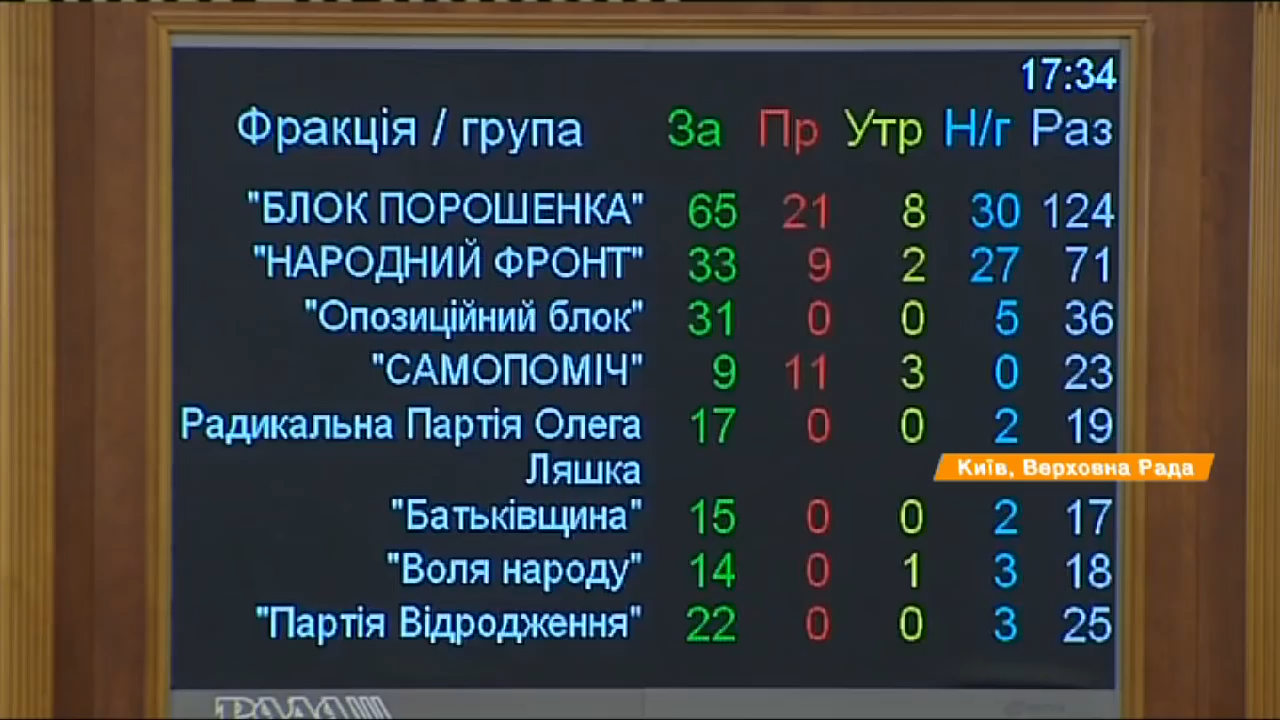 17:34
Фракція / група За Пр Утр Н/г Раз
"БЛОК ПОРОШЕНКА" 65 21 8 30 124
"НАРОДНИЙ ФРОНТ" 33 9 2 27 71
"Опозиційний блок" 31 0 0 5 36
"САМОПОМІЧ" 9 11 3 0 23
Радикальна Партія Олега 17 0 0 2 19
Ляшка
Київ, Верховна Рада
"Батьківщина" 15 0 0 2 17
"Воля народу" 14 0 1 3 18
"Партія Відродження" 22 0 0 3 25